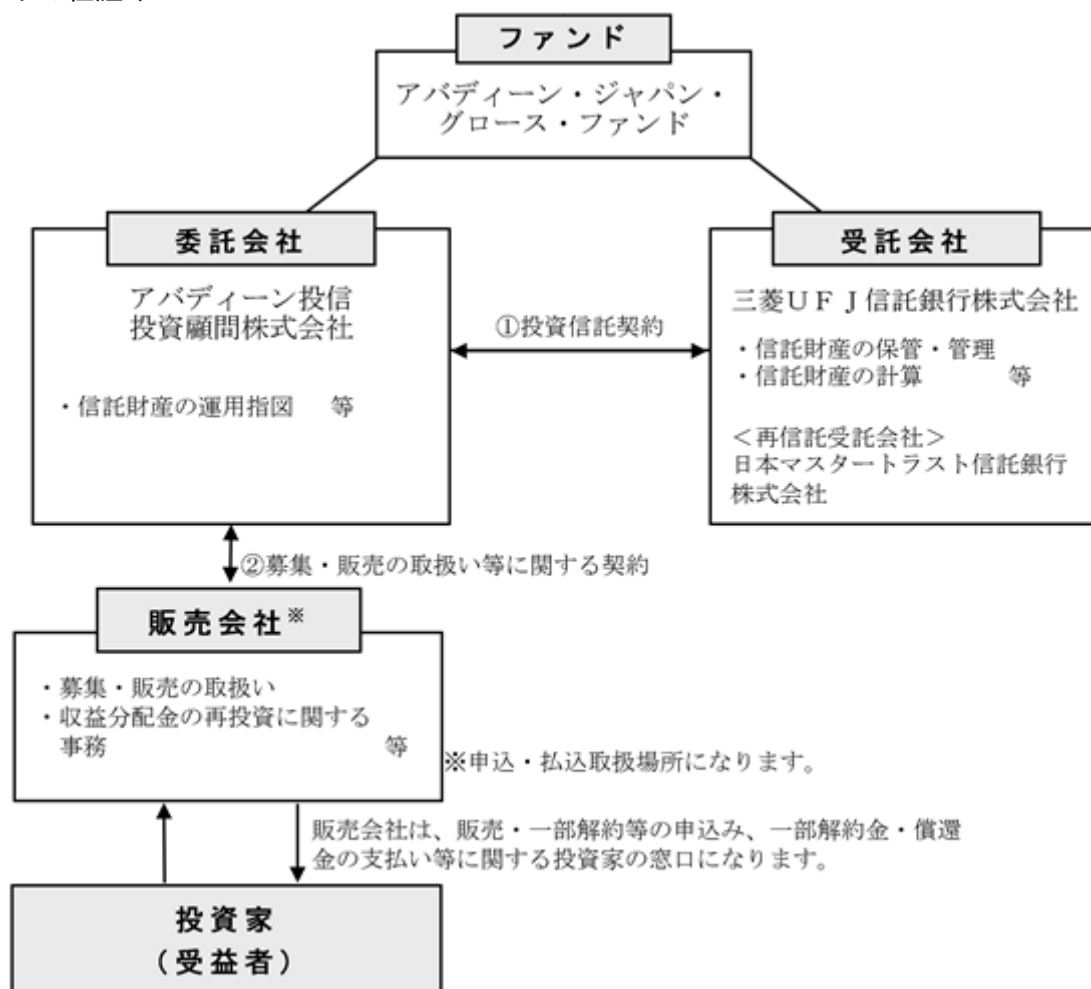 ファンド
アバディーン・ジャパン・
グロース・ファンド
委託会社
アバディーン投信
投資顧問株式会社
・信託財産の運用指図　等
①投資信託契約
受託会社
三菱ＵＦＪ信託銀行株式会社
・信託財産の保管・管理
・信託財産の計算　　　等
＜再信託受託会社＞
日本マスタートラスト信託銀行
株式会社
②募集・販売の取扱い等に関する契約
販売会社※
・募集・販売の取扱い
・収益分配金の再投資に関する
事務　　　　　　　　　等
※申込・払込取扱場所になります。
販売会社は、販売・一部解約等の申込み、一部解約金・償還
金の支払い等に関する投資家の窓口になります。
投資家
（受益者）